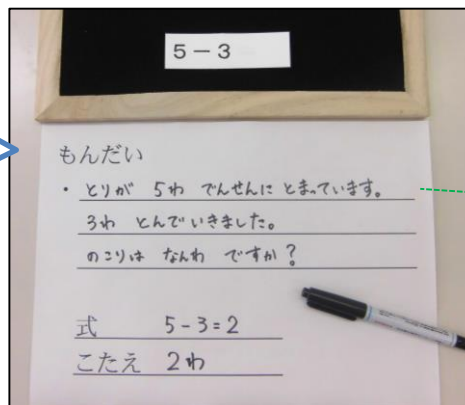 5－3
もんだい
・とりが 5わ でんせんに とまっています。
3わ とんでいきました。
のこりは なんわ ですか？
式 5-3=2
こたえ 2わ